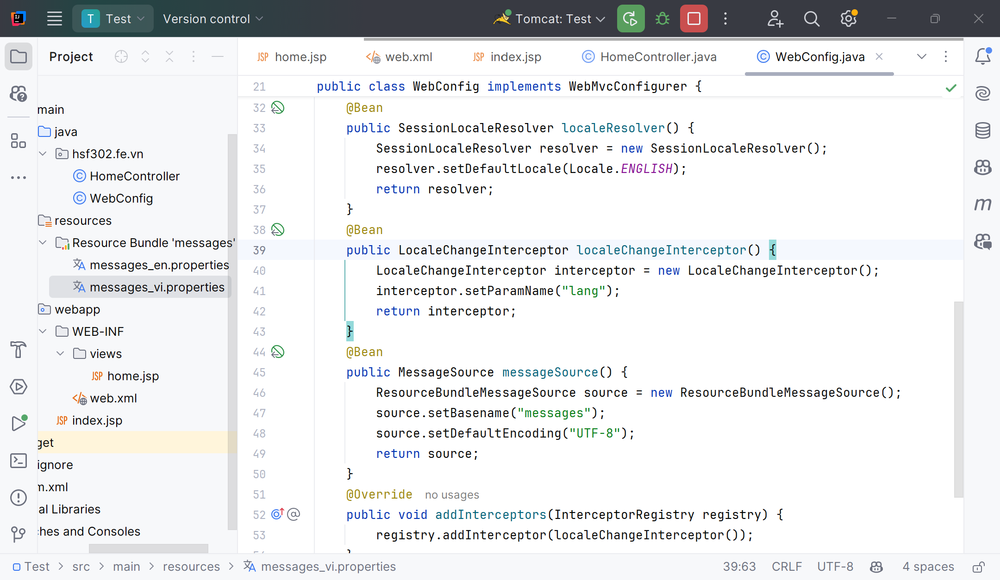 T Test Version control Tomcat: Test
Project
JSP home.jsp web.xml JSP index.jsp HomeController.java WebConfig.java
main
java
hsf302.fe.vn
HomeController
WebConfig
resources
Resource Bundle 'messages'
messages_en.properties
messages_vi.properties
webapp
WEB-INF
views
JSP home.jsp
web.xml
JSP index.jsp
get
ignore
m.xml
al Libraries
ches and Consoles
21 public class WebConfig implements WebMvcConfigurer {
32 @Bean
33 public SessionLocaleResolver localeResolver() {
34 SessionLocaleResolver resolver = new SessionLocaleResolver();
35 resolver.setDefaultLocale(Locale.ENGLISH);
36 return resolver;
37 }
38 @Bean
39 public LocaleChangeInterceptor localeChangeInterceptor() {
40 LocaleChangeInterceptor interceptor = new LocaleChangeInterceptor();
41 interceptor.setParamName("lang");
42 return interceptor;
43 }
44 @Bean
45 public MessageSource messageSource() {
46 ResourceBundleMessageSource source = new ResourceBundleMessageSource();
47 source.setBasename("messages");
48 source.setDefaultEncoding("UTF-8");
49 return source;
50 }
51 @Override no usages
52 public void addInterceptors(InterceptorRegistry registry) {
53 registry.addInterceptor(localeChangeInterceptor());
Test > src > main > resources > messages_vi.properties 39:63 CRLF UTF-8 4 spaces